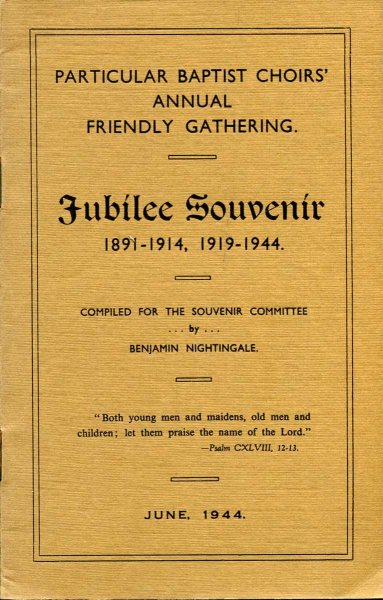 PARTICULAR BAPTIST CHOIRS'
ANNUAL
FRIENDLY GATHERING.
Jubilee Souvenir
1891-1914, 1919-1944.
COMPILED FOR THE SOUVENIR COMMITTEE
... by ...
BENJAMIN NIGHTINGALE.
"Both young men and maidens, old men and
children; let them praise the name of the Lord."
—Psalm CXLVIII, 12-13.
JUNE, 1944.